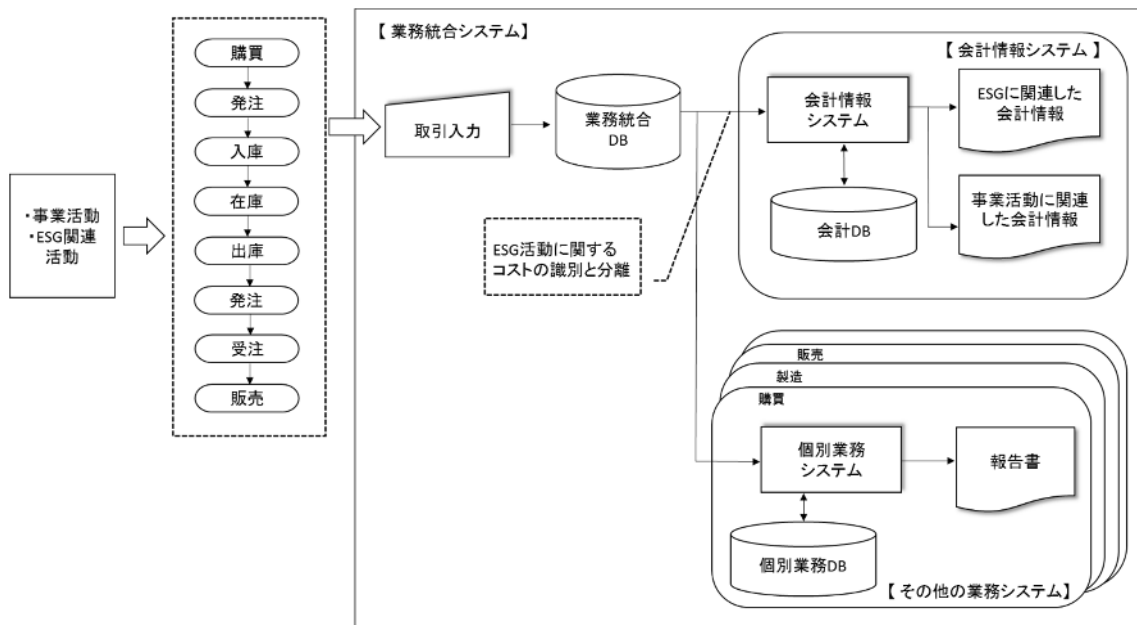 ・事業活動
・ESG関連
活動
購買
発注
入庫
在庫
出庫
発注
受注
販売
【 業務統合システム】
取引入力
業務統合
DB
ESG活動に関する
コストの識別と分離
【 会計情報システム 】
会計情報
システム
会計DB
ESGに関連した
会計情報
事業活動に関連
した会計情報
販売
製造
購買
個別業務
システム
個別業務DB
報告書
【 その他の業務システム】